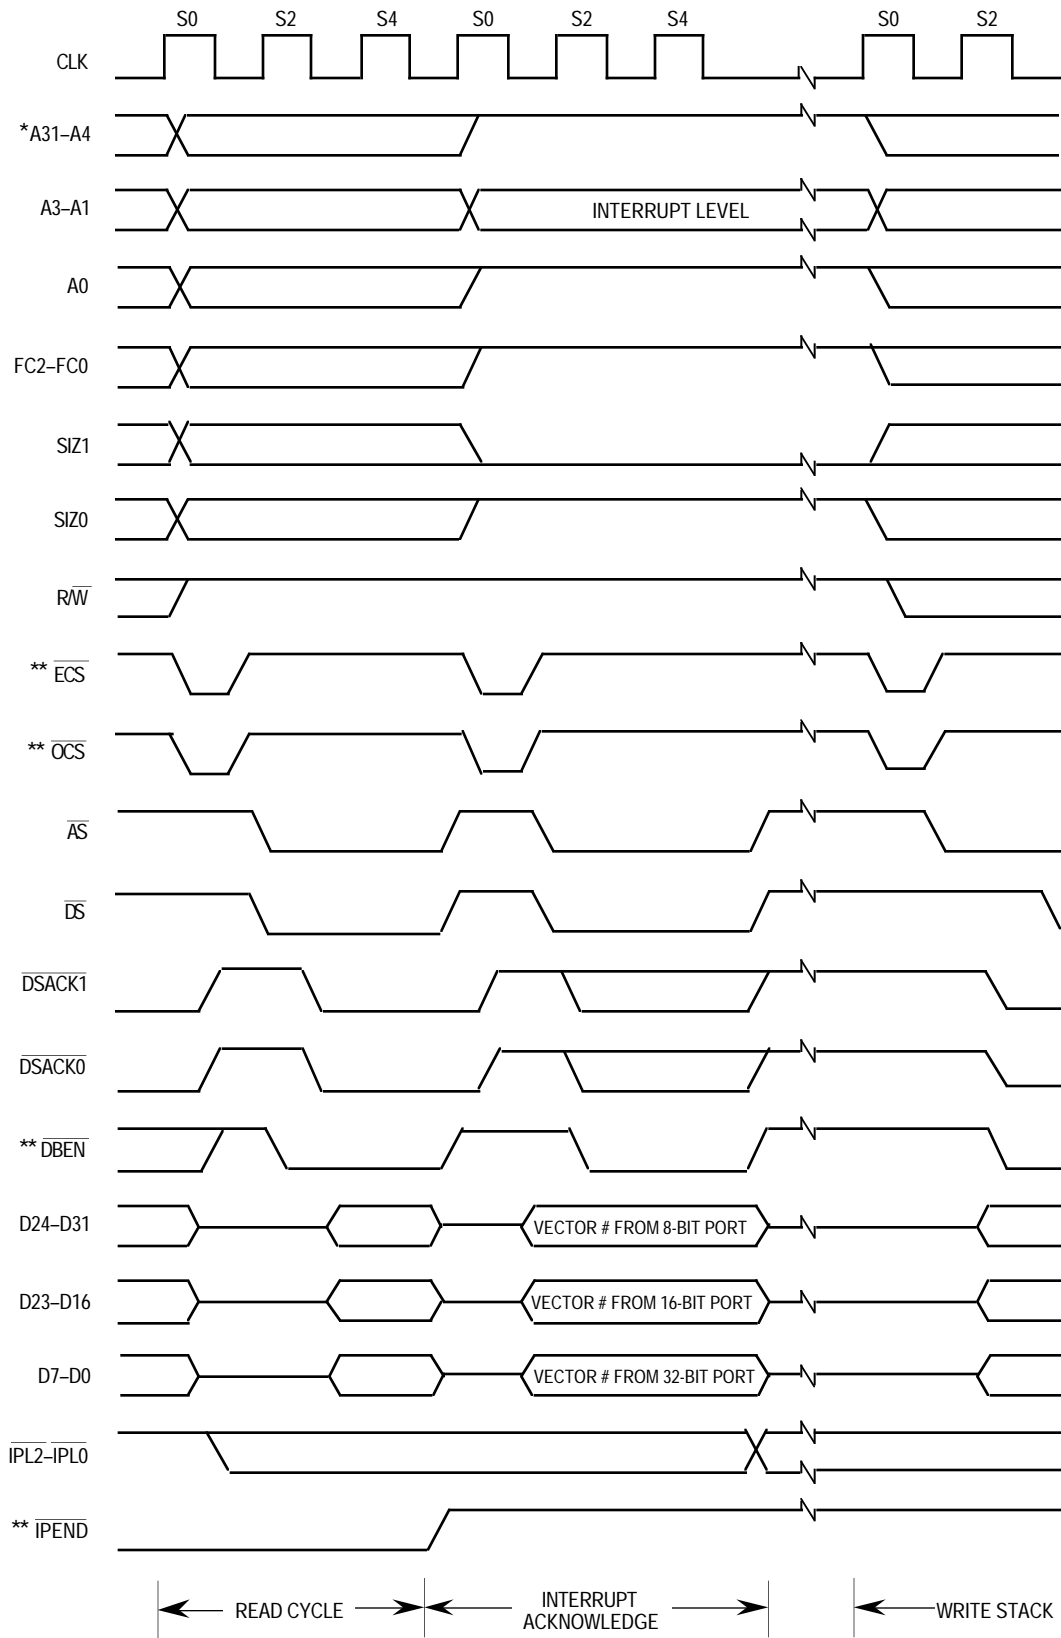 S0 S2 S4 S0 S2 S4 S0 S2
CLK
*A31–A4
A3–A1 INTERRUPT LEVEL
A0
FC2–FC0
SIZ1
SIZ0
R/W
** ECS
** OCS
AS
DS
DSACK1
DSACK0
** DBEN
D24–D31 VECTOR # FROM 8-BIT PORT
D23–D16 VECTOR # FROM 16-BIT PORT
D7–D0 VECTOR # FROM 32-BIT PORT
IPL2–IPL0
** IPEND
READ CYCLE INTERRUPT ACKNOWLEDGE WRITE STACK